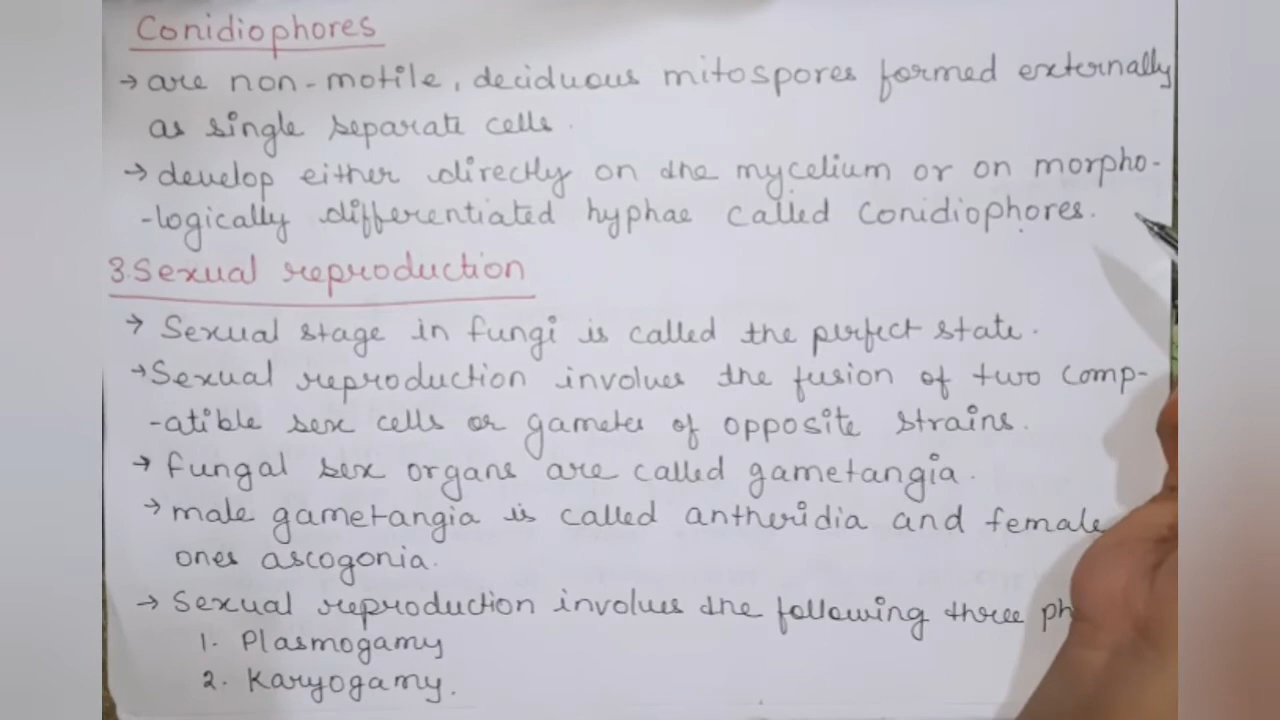 Conidiophores
→ are non-motile, deciduous mitospores formed externally
as single separate cells.
→ develop either directly on the mycelium or on morpho-
-logically differentiated hyphae called conidiophores.
3. Sexual reproduction
→ Sexual stage in fungi is called the perfect state.
→ Sexual reproduction involves the fusion of two comp-
-atible sex cells or gametes of opposite strains.
→ fungal sex organs are called gametangia.
→ male gametangia is called antheridia and female
ones ascogonia.
→ Sexual reproduction involves the following three ph
1. Plasmogamy
2. Karyogamy.